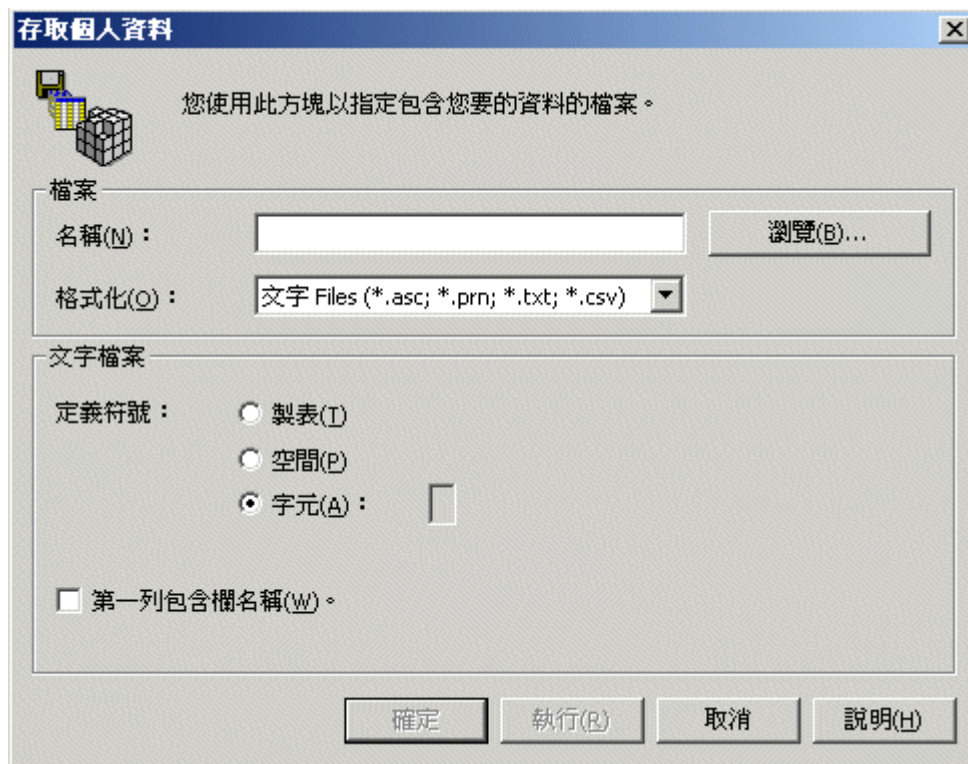 存取個人資料
您使用此方塊以指定包含您要的資料的檔案。
檔案
名稱(N)： 瀏覽(B)...
格式化(O)： 文字 Files (*.asc; *.prn; *.txt; *.csv)
文字檔案
定義符號： 製表(T)
空間(P)
字元(A)：
第一列包含欄名稱(W)。
確定 執行(R) 取消 說明(H)